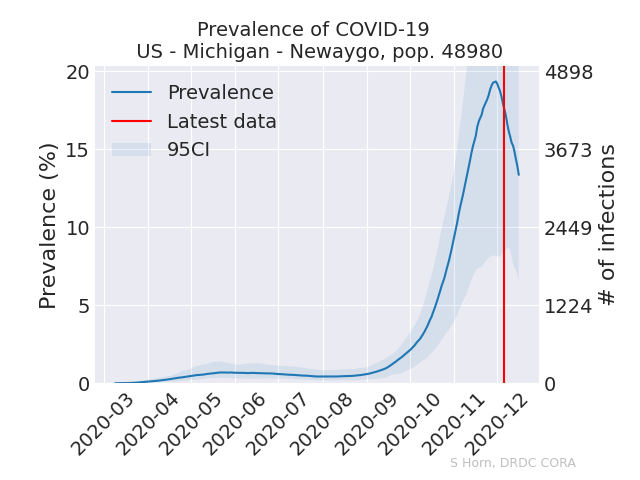 Prevalence of COVID-19
US - Michigan - Newaygo, pop. 48980
Prevalence
Latest data
95CI
Prevalence (%)
20
15
10
5
0
4898
3673
2449
1224
0
# of infections
2020-03
2020-04
2020-05
2020-06
2020-07
2020-08
2020-09
2020-10
2020-11
2020-12
S Horn, DRDC CORA